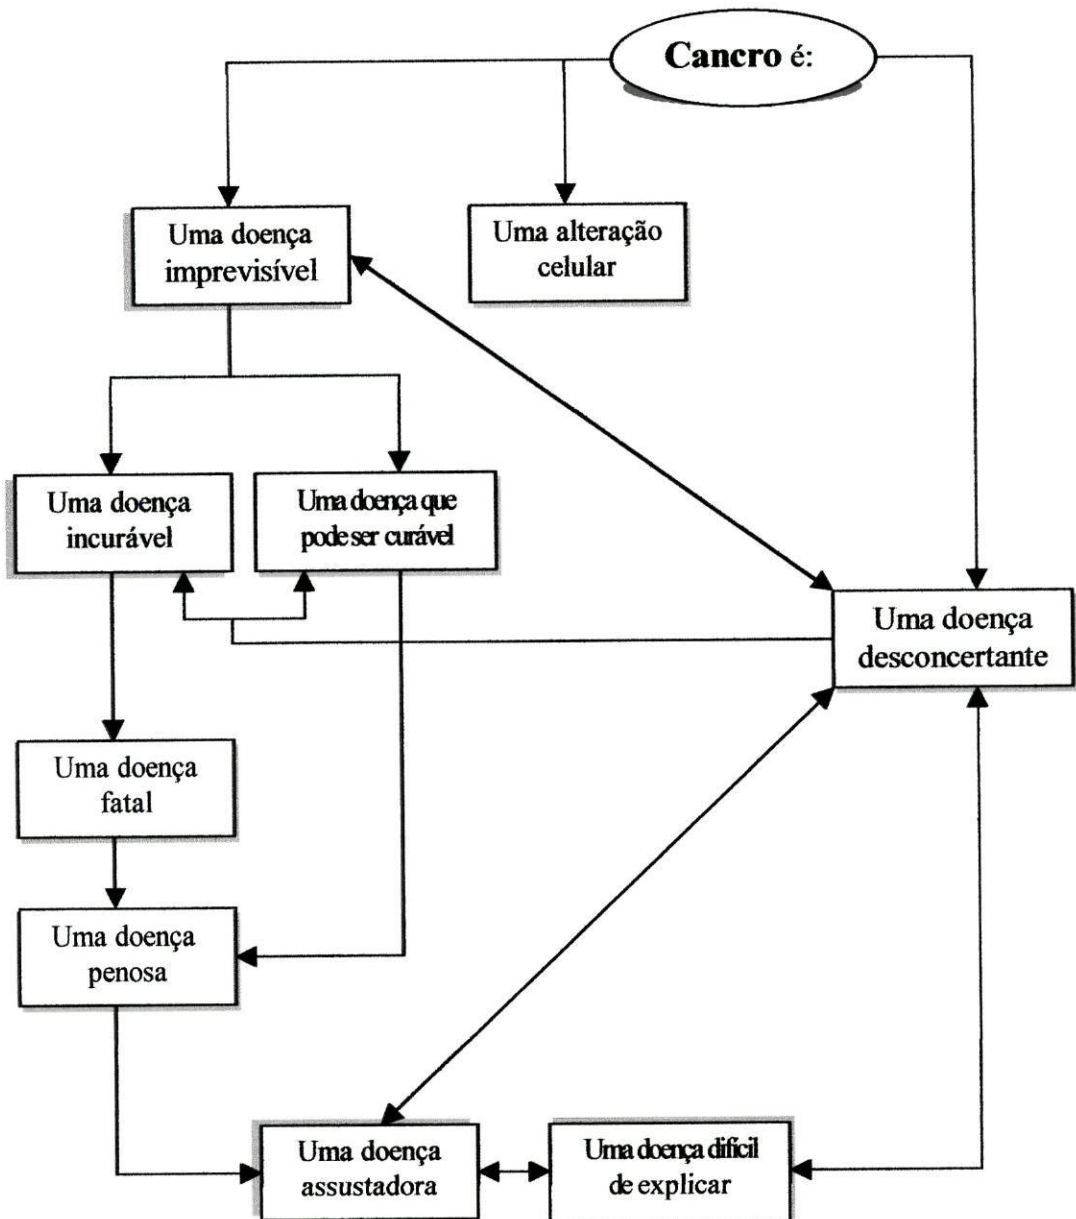 Cancro é:
Uma doença
imprevisível
Uma alteração
celular
Uma doença
incurável
Uma doença que
pode ser curável
Uma doença
desconcertante
Uma doença
fatal
Uma doença
penosa
Uma doença
assustadora
Uma doença difícil
de explicar